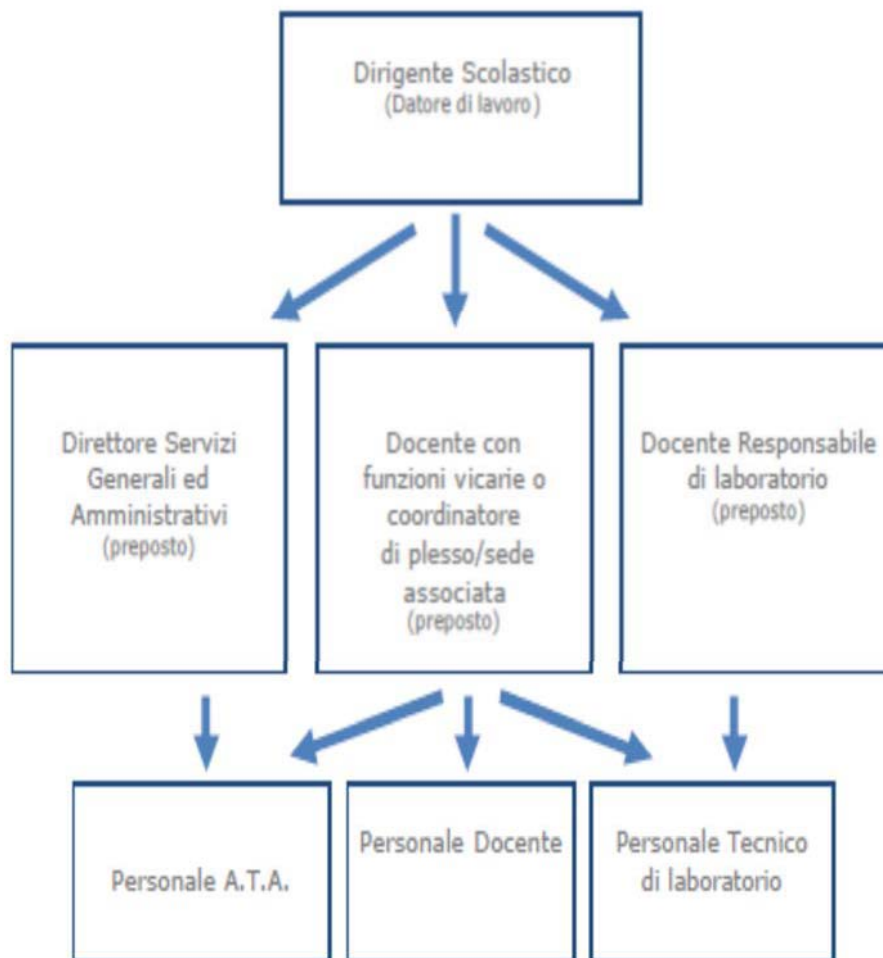 Dirigente Scolastico
(Datore di lavoro)
Direttore Servizi
Generali ed
Amministrativi
(preposto)
Docente con
funzioni vicarie o
coordinatore
di plesso/sede
associata
(preposto)
Docente Responsabile
di laboratorio
(preposto)
Personale A.T.A.
Personale Docente
Personale Tecnico
di laboratorio